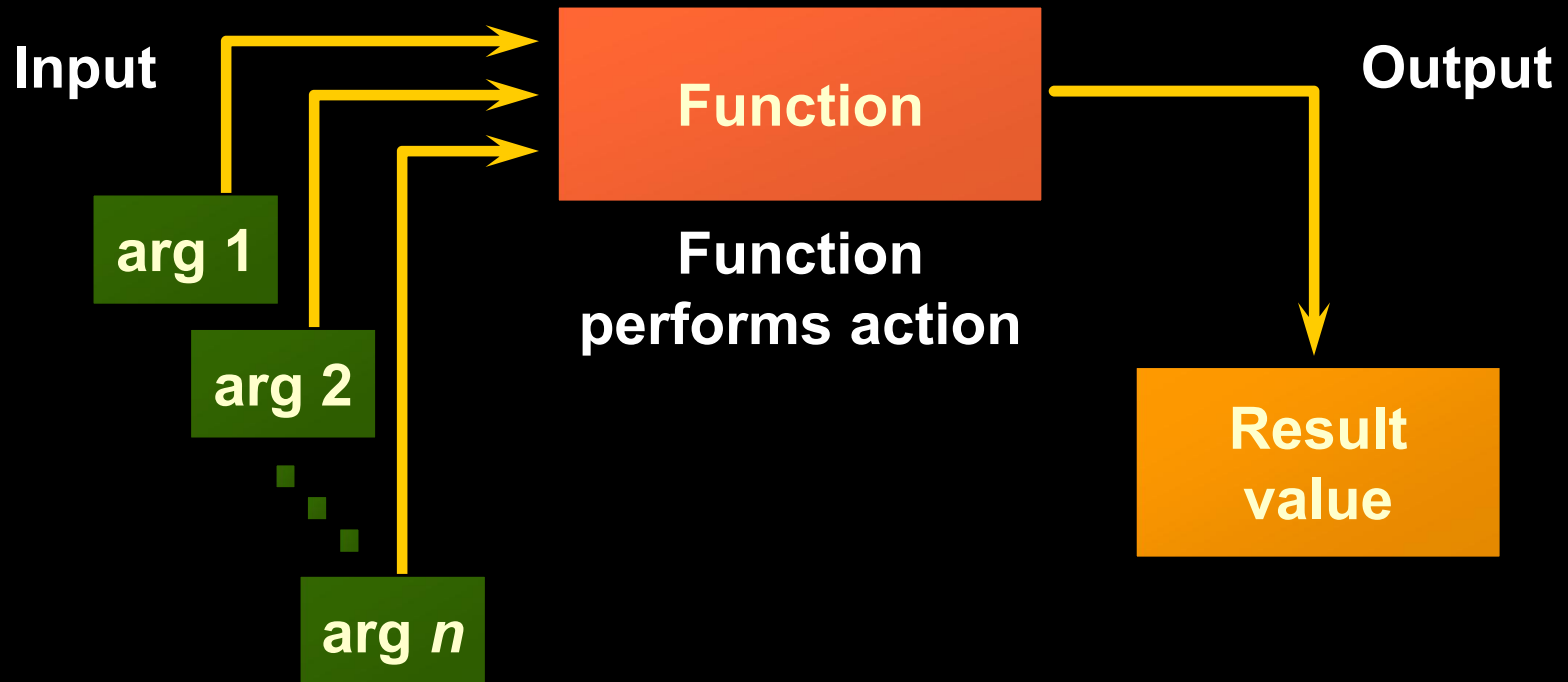 Input
Function
Output
arg 1
Function
performs action
arg 2
Result
value
arg n